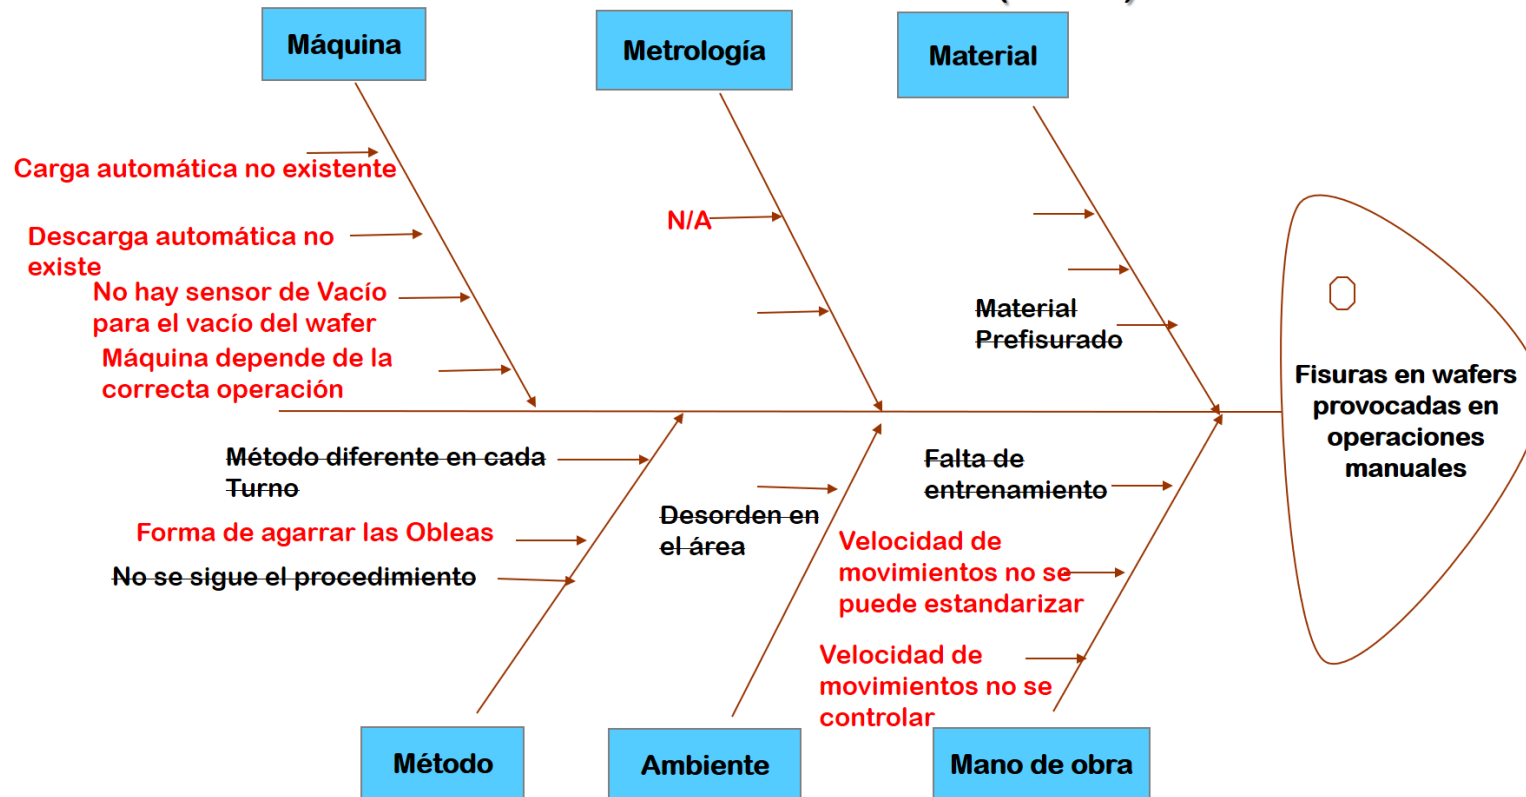 Máquina
Metrología
Material
Carga automática no existente
Descarga automática no
existe
No hay sensor de Vacío
para el vacío del wafer
Máquina depende de la
correcta operación
N/A
Material
Prefisurado
Fisuras en wafers
provocadas en
operaciones
manuales
Método diferente en cada
Turno
Forma de agarrar las Obleas
No se sigue el procedimiento
Desorden en
el área
Falta de
entrenamiento
Velocidad de
movimientos no se
puede estandarizar
Velocidad de
movimientos no se
controlar
Método
Ambiente
Mano de obra